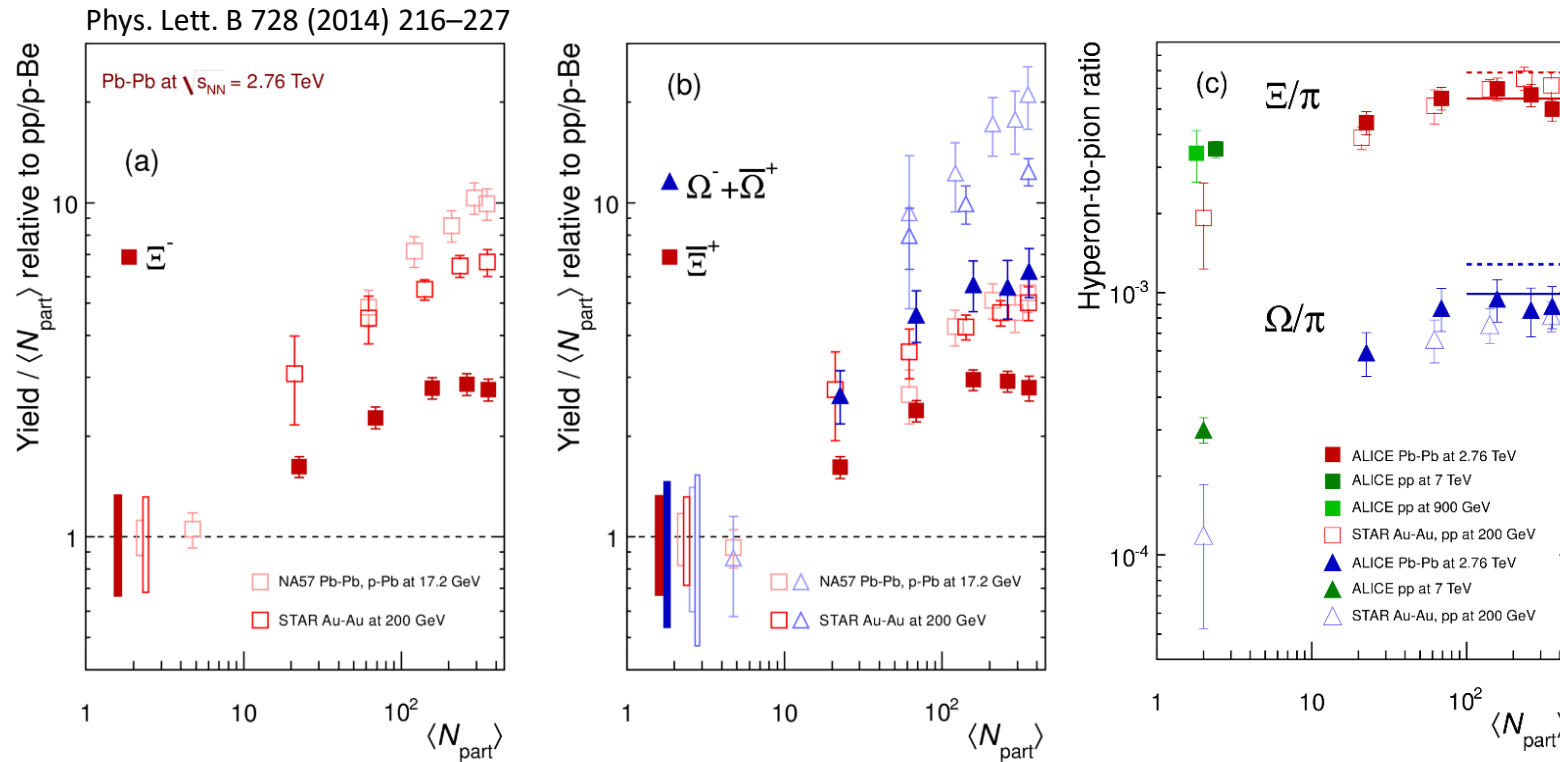 Phys. Lett. B 728 (2014) 216–227
Yield / ⟨N_part⟩ relative to pp/p-Be
Pb-Pb at √s_NN = 2.76 TeV
(a)
Ξ⁻
NA57 Pb-Pb, p-Pb at 17.2 GeV
STAR Au-Au at 200 GeV
10
1
1
10
10²
⟨N_part⟩
Yield / ⟨N_part⟩ relative to pp/p-Be
(b)
Ω⁻+Ω̅⁺
Ξ̅⁺
NA57 Pb-Pb, p-Pb at 17.2 GeV
STAR Au-Au at 200 GeV
10
1
1
10
10²
⟨N_part⟩
Hyperon-to-pion ratio
(c)
Ξ/π
Ω/π
ALICE Pb-Pb at 2.76 TeV
ALICE pp at 7 TeV
ALICE pp at 900 GeV
STAR Au-Au, pp at 200 GeV
ALICE Pb-Pb at 2.76 TeV
ALICE pp at 7 TeV
STAR Au-Au, pp at 200 GeV
10⁻³
10⁻⁴
1
10
10²
⟨N_part⟩